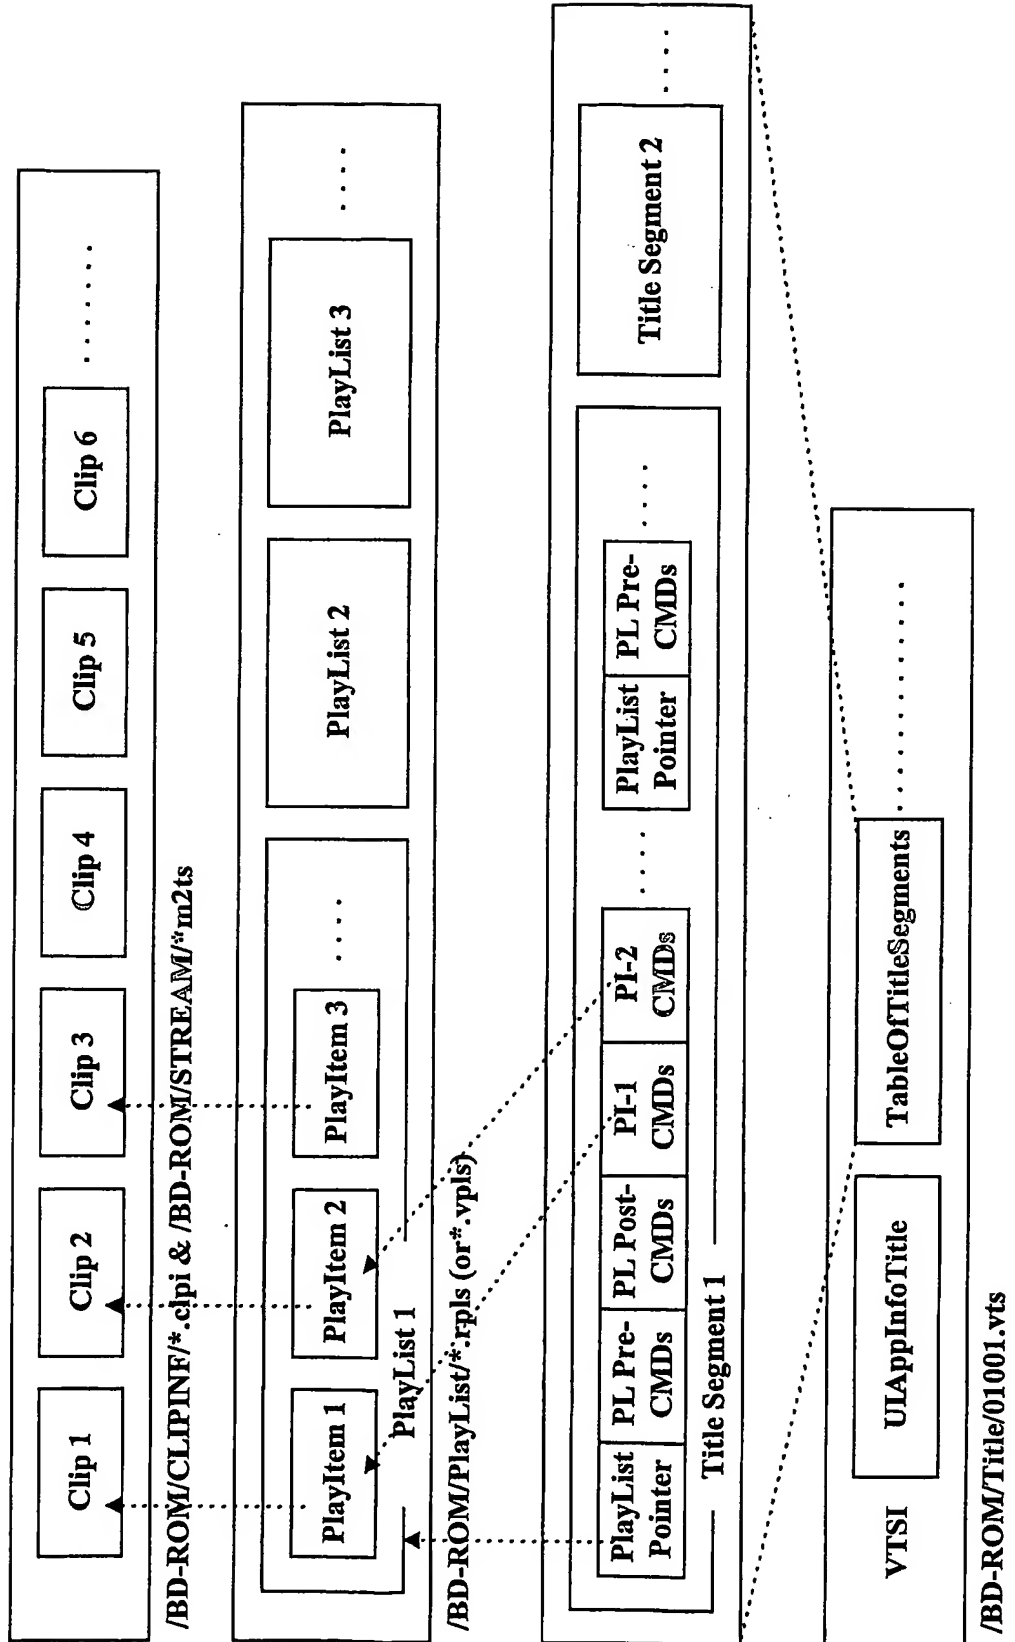 Clip 1
Clip 2
Clip 3
Clip 4
Clip 5
Clip 6
. . . . . . .
/BD-ROM/CLIPINF/*.clpi & /BD-ROM/STREAM/*m2ts
PlayItem 1
PlayItem 2
PlayItem 3
. . . .
PlayList 1
PlayList 2
PlayList 3
. . . .
/BD-ROM/PlayList/*.rpls (or*.vpls)
PlayList
Pointer
PL Pre-
CMDs
PL Post-
CMDs
PI-1
CMDs
PI-2
CMDs
. . . .
PlayList
Pointer
PL Pre-
CMDs
. . . .
Title Segment 1
Title Segment 2
. . . .
VTSI
UIAppInfoTitle
TableOfTitleSegments
. . . . . . . . . . . .
/BD-ROM/Title/01001.vts